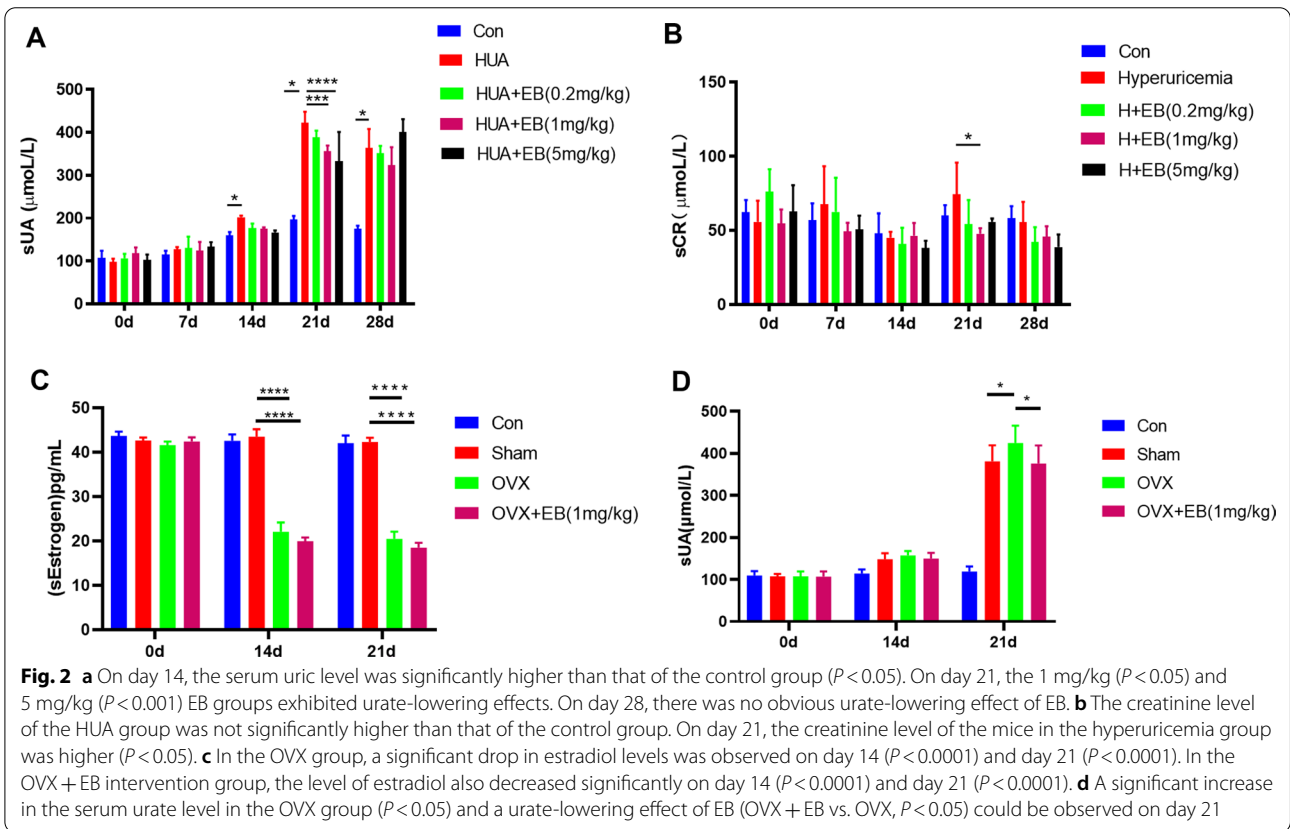 A
Con
HUA
HUA+EB(0.2mg/kg)
HUA+EB(1mg/kg)
HUA+EB(5mg/kg)
sUA (μmoL/L)
500
400
300
200
100
0
* ****
***
*
*
0d 7d 14d 21d 28d
B
Con
Hyperuricemia
H+EB(0.2mg/kg)
H+EB(1mg/kg)
H+EB(5mg/kg)
sCR( μmoL/L)
150
100
50
0
*
0d 7d 14d 21d 28d
C
Con
Sham
OVX
OVX+EB(1mg/kg)
(sEstrogen)pg/mL
50
40
30
20
10
0
**** ****
**** ****
0d 14d 21d
D
Con
Sham
OVX
OVX+EB(1mg/kg)
sUA(μmol/L)
500
400
300
200
100
0
* *
0d 14d 21d
Fig. 2 a On day 14, the serum uric level was significantly higher than that of the control group (P < 0.05). On day 21, the 1 mg/kg (P < 0.05) and
5 mg/kg (P < 0.001) EB groups exhibited urate-lowering effects. On day 28, there was no obvious urate-lowering effect of EB. b The creatinine level
of the HUA group was not significantly higher than that of the control group. On day 21, the creatinine level of the mice in the hyperuricemia group
was higher (P < 0.05). c In the OVX group, a significant drop in estradiol levels was observed on day 14 (P < 0.0001) and day 21 (P < 0.0001). In the
OVX + EB intervention group, the level of estradiol also decreased significantly on day 14 (P < 0.0001) and day 21 (P < 0.0001). d A significant increase
in the serum urate level in the OVX group (P < 0.05) and a urate-lowering effect of EB (OVX + EB vs. OVX, P < 0.05) could be observed on day 21